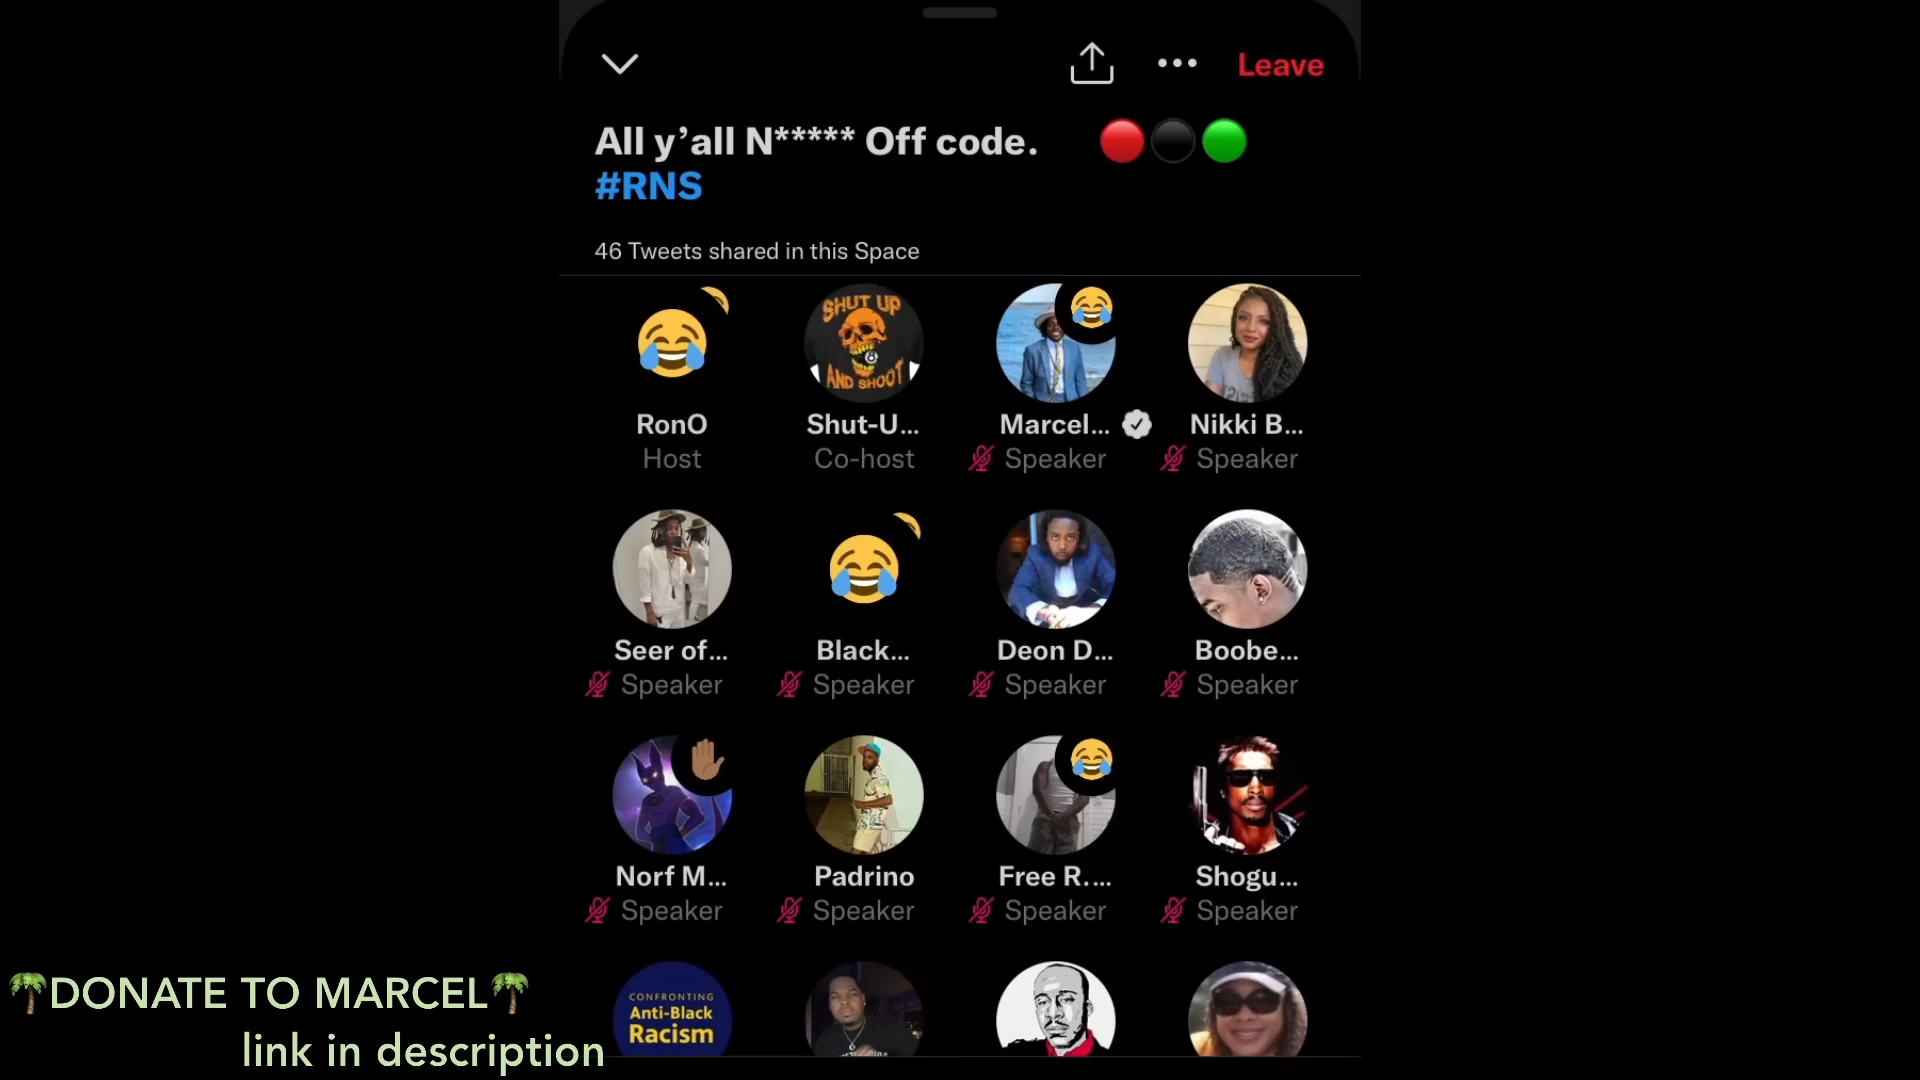 Leave
All y’all N***** Off code. 🔴⚫🟢
#RNS
46 Tweets shared in this Space
SHUT UP
AND SHOOT
RonO Shut-U... Marcel... Nikki B...
Host Co-host Speaker Speaker
Seer of... Black... Deon D... Boobe...
Speaker Speaker Speaker Speaker
Norf M... Padrino Free R.... Shogu...
Speaker Speaker Speaker Speaker
CONFRONTING
Anti-Black
Racism
🌴DONATE TO MARCEL🌴
link in description